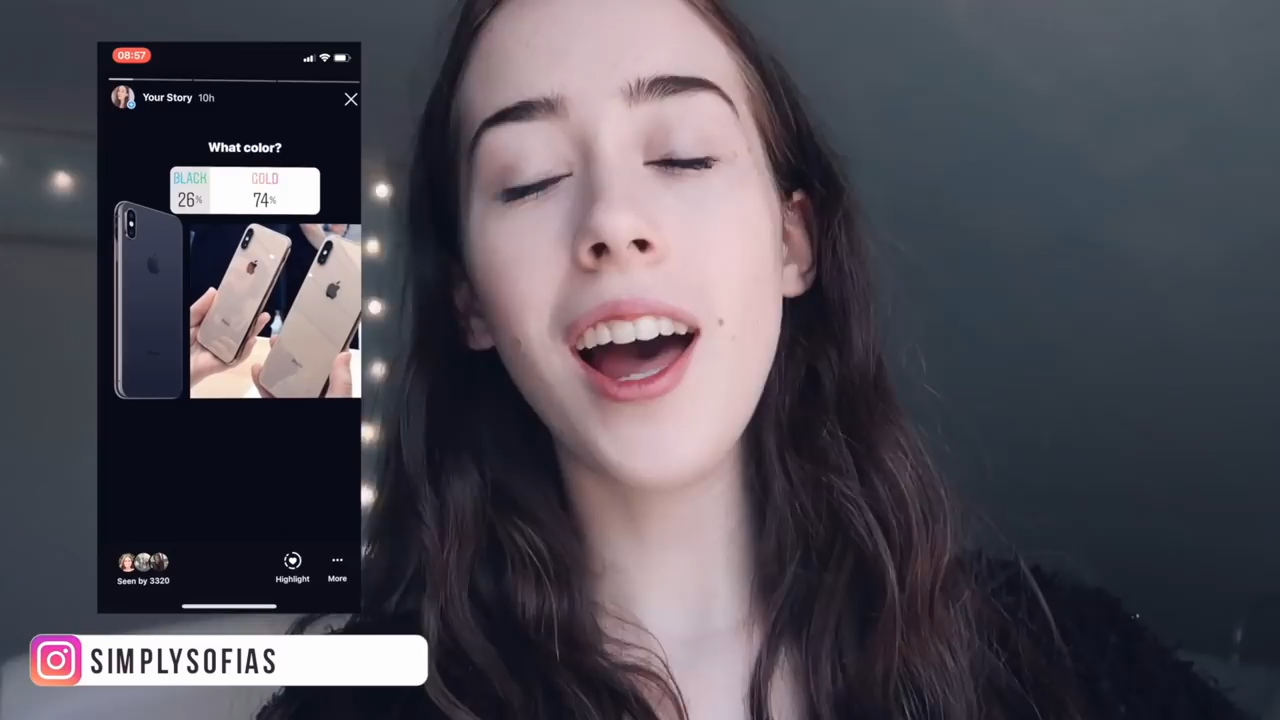 08:57
Your Story 10h
What color?
BLACK GOLD
26% 74%
Seen by 3320
Highlight
More
SIMPLYSOFIAS